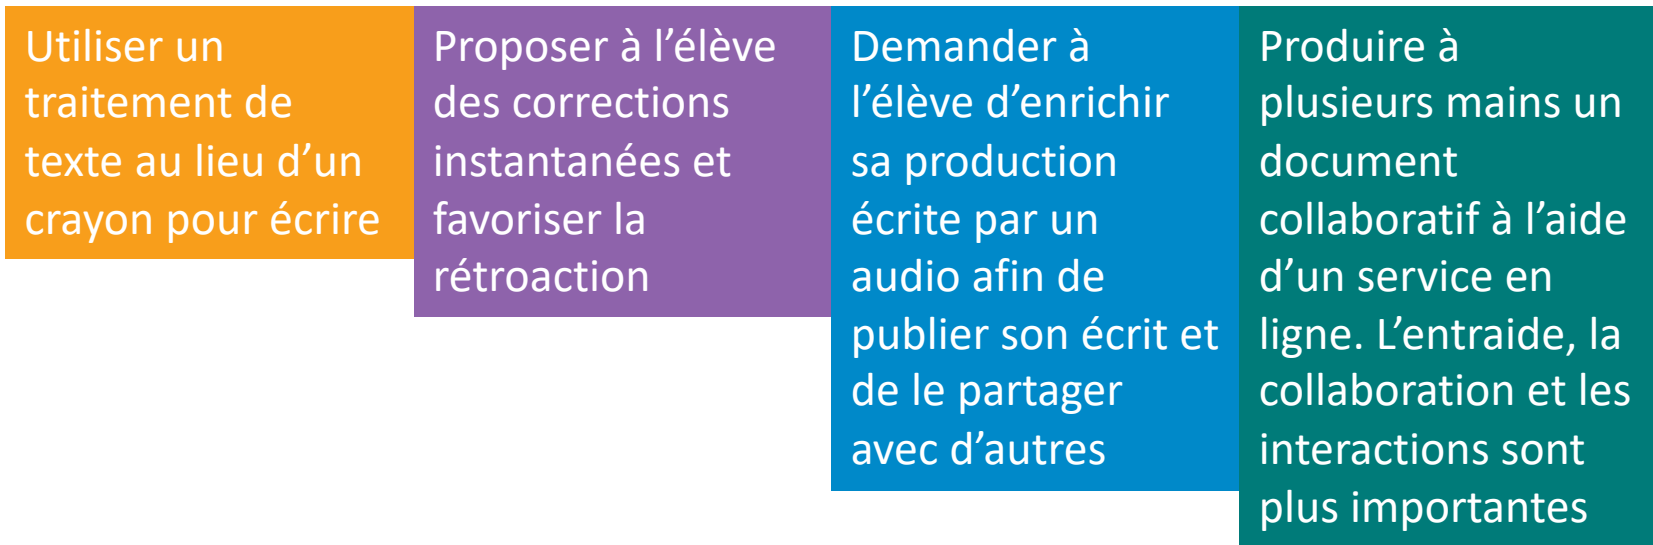 Utiliser un
traitement de
texte au lieu d’un
crayon pour écrire
Proposer à l’élève
des corrections
instantanées et
favoriser la
rétroaction
Demander à
l’élève d’enrichir
sa production
écrite par un
audio afin de
publier son écrit et
de le partager
avec d’autres
Produire à
plusieurs mains un
document
collaboratif à l’aide
d’un service en
ligne. L’entraide, la
collaboration et les
interactions sont
plus importantes